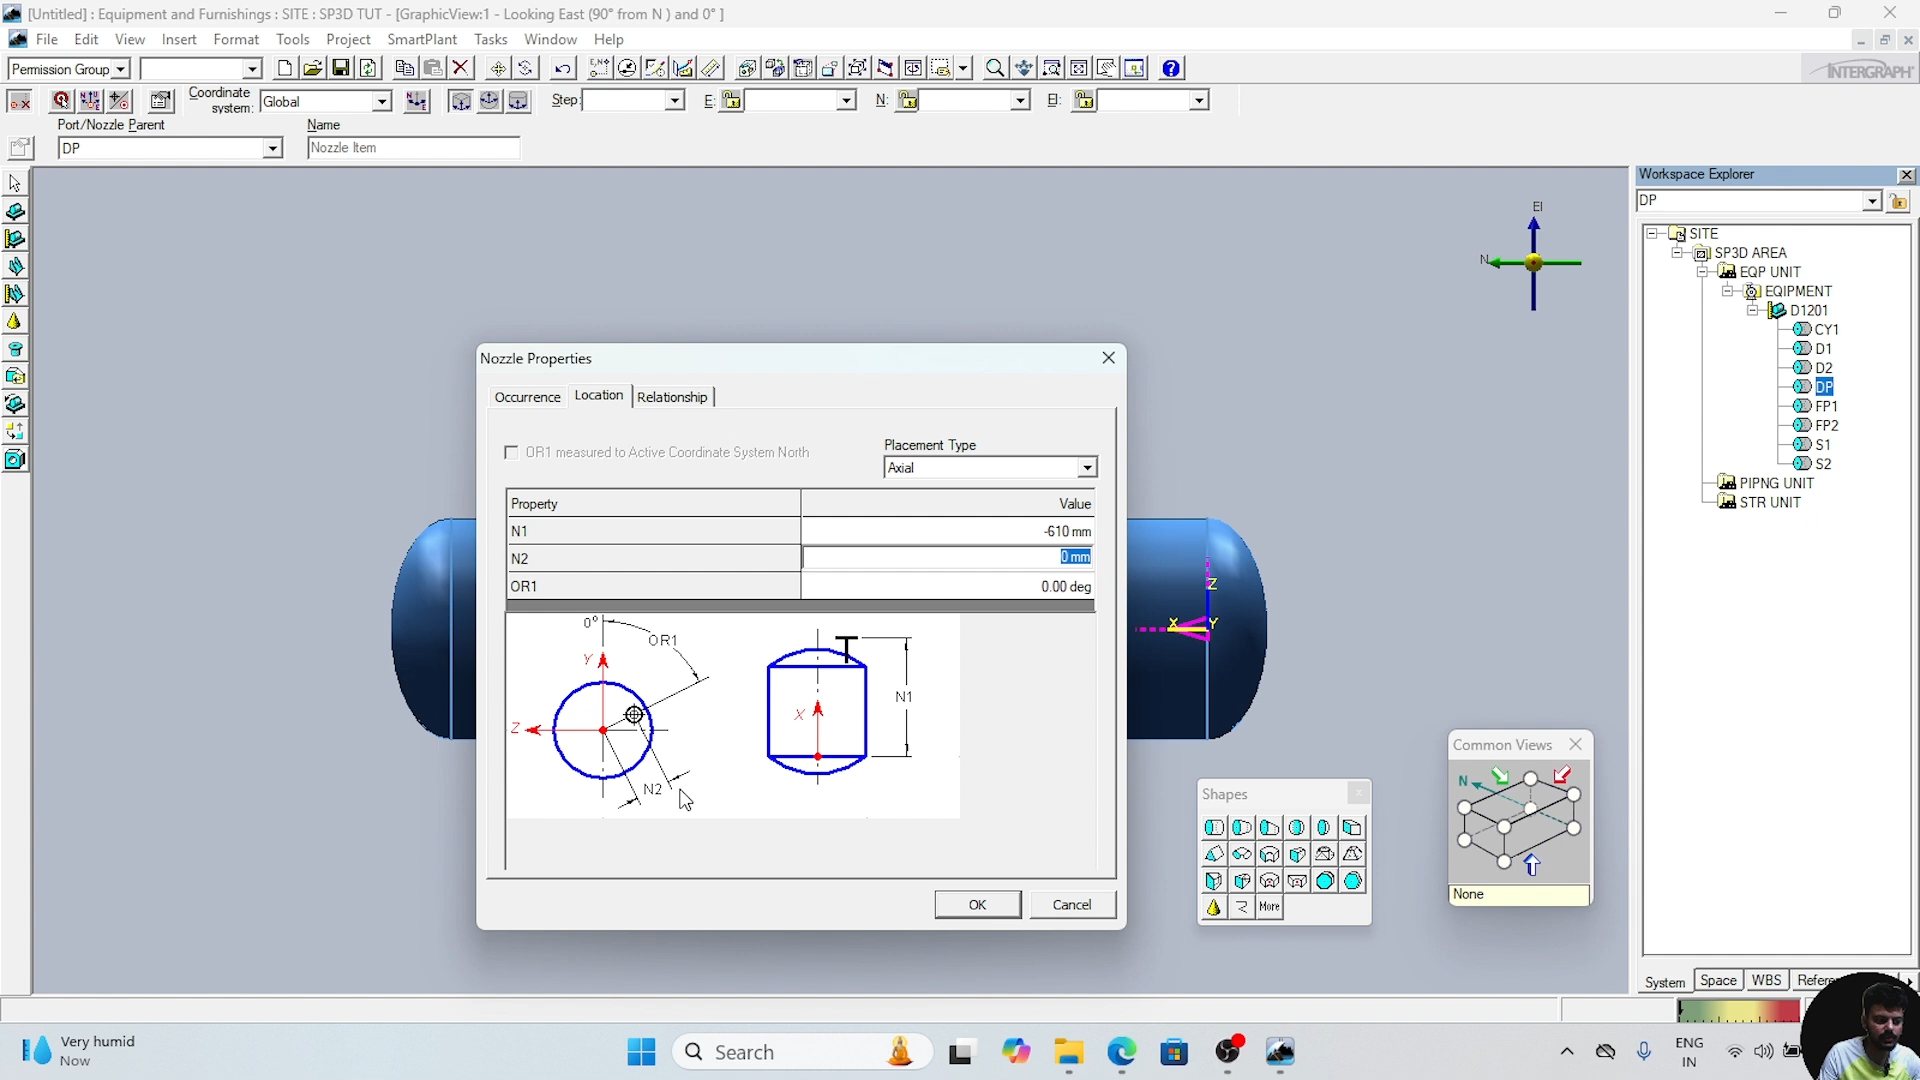 [Untitled] : Equipment and Furnishings : SITE : SP3D TUT - [GraphicView:1 - Looking East (90° from N ) and 0° ]
File Edit View Insert Format Tools Project SmartPlant Tasks Window Help
Permission Group
INTERGRAPH
Coordinate system: Global Step: E: N: El:
Port/Nozzle Parent Name
DP Nozzle Item
Workspace Explorer
DP
SITE
SP3D AREA
EQP UNIT
EQIPMENT
D1201
CY1
D1
D2
DP
FP1
FP2
S1
S2
PIPNG UNIT
STR UNIT
El
N
Nozzle Properties
Occurrence Location Relationship
OR1 measured to Active Coordinate System North
Placement Type
Axial
Property Value
N1 -610 mm
N2 0 mm
OR1 0.00 deg
0° OR1
Y
Z
N2
X
N1
OK Cancel
Z
X Y
Shapes
More
Common Views
N
None
System Space WBS Refere
Very humid
Now
Search
ENG
IN